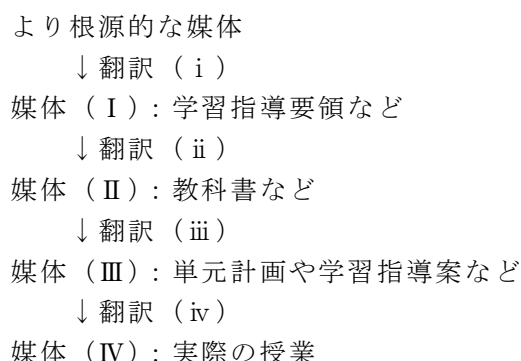 より根源的な媒体
↓翻訳（ⅰ）
媒体（Ⅰ）: 学習指導要領など
↓翻訳（ⅱ）
媒体（Ⅱ）: 教科書など
↓翻訳（ⅲ）
媒体（Ⅲ）: 単元計画や学習指導案など
↓翻訳（ⅳ）
媒体（Ⅳ）: 実際の授業